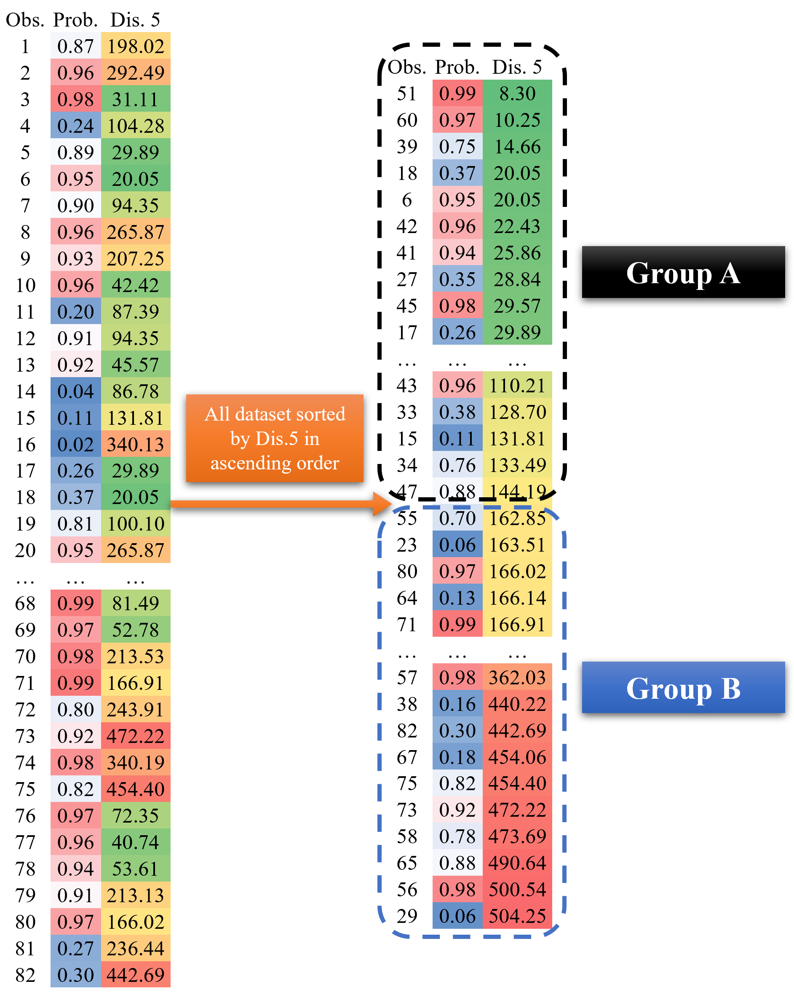 Obs. Prob. Dis. 5
1 0.87 198.02
2 0.96 292.49
3 0.98 31.11
4 0.24 104.28
5 0.89 29.89
6 0.95 20.05
7 0.90 94.35
8 0.96 265.87
9 0.93 207.25
10 0.96 42.42
11 0.20 87.39
12 0.91 94.35
13 0.92 45.57
14 0.04 86.78
15 0.11 131.81
16 0.02 340.13
17 0.26 29.89
18 0.37 20.05
19 0.81 100.10
20 0.95 265.87
… … …
68 0.99 81.49
69 0.97 52.78
70 0.98 213.53
71 0.99 166.91
72 0.80 243.91
73 0.92 472.22
74 0.98 340.19
75 0.82 454.40
76 0.97 72.35
77 0.96 40.74
78 0.94 53.61
79 0.91 213.13
80 0.97 166.02
81 0.27 236.44
82 0.30 442.69
All dataset sorted
by Dis.5 in
ascending order
Obs. Prob. Dis. 5
51 0.99 8.30
60 0.97 10.25
39 0.75 14.66
18 0.37 20.05
6 0.95 20.05
42 0.96 22.43
41 0.94 25.86
27 0.35 28.84
45 0.98 29.57
17 0.26 29.89
… … …
43 0.96 110.21
33 0.38 128.70
15 0.11 131.81
34 0.76 133.49
47 0.88 144.19
55 0.70 162.85
23 0.06 163.51
80 0.97 166.02
64 0.13 166.14
71 0.99 166.91
… … …
57 0.98 362.03
38 0.16 440.22
82 0.30 442.69
67 0.18 454.06
75 0.82 454.40
73 0.92 472.22
58 0.78 473.69
65 0.88 490.64
56 0.98 500.54
29 0.06 504.25
Group A
Group B